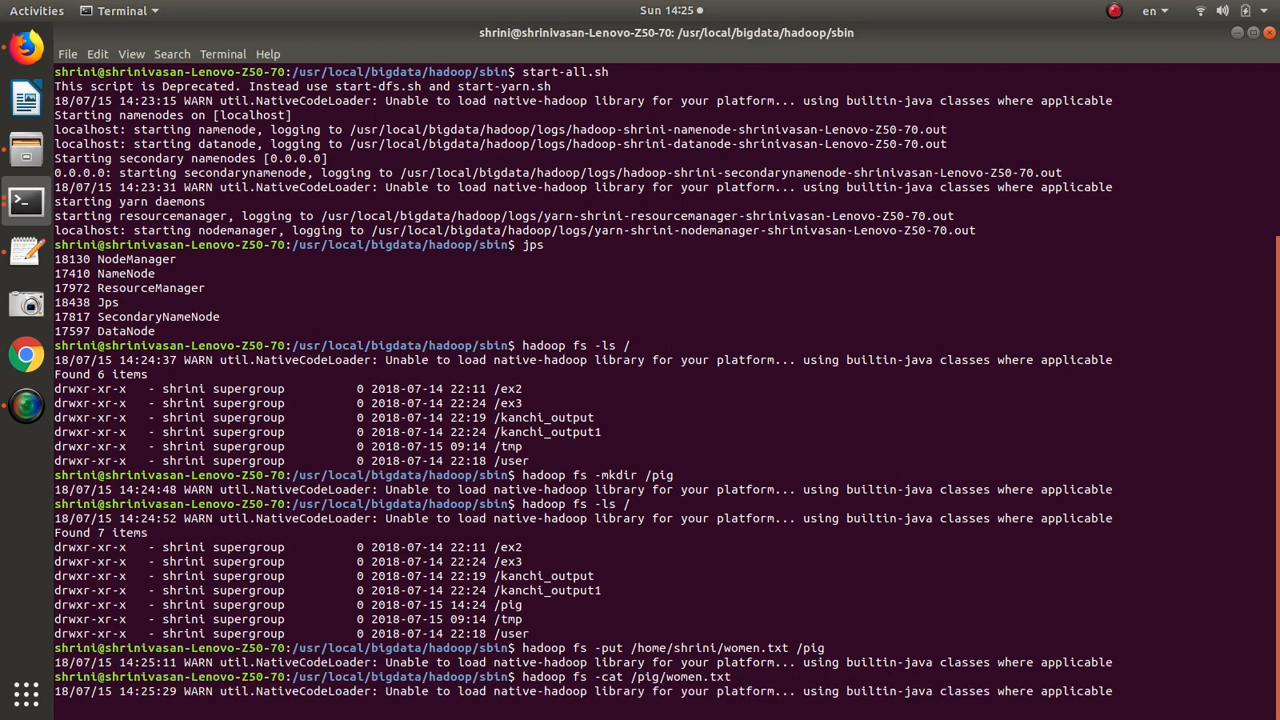 Activities
Terminal
Sun 14:25
en
shrini@shrinivasan-Lenovo-Z50-70: /usr/local/bigdata/hadoop/sbin
File Edit View Search Terminal Help
shrini@shrinivasan-Lenovo-Z50-70:/usr/local/bigdata/hadoop/sbin$ start-all.sh
This script is Deprecated. Instead use start-dfs.sh and start-yarn.sh
18/07/15 14:23:15 WARN util.NativeCodeLoader: Unable to load native-hadoop library for your platform... using builtin-java classes where applicable
Starting namenodes on [localhost]
localhost: starting namenode, logging to /usr/local/bigdata/hadoop/logs/hadoop-shrini-namenode-shrinivasan-Lenovo-Z50-70.out
localhost: starting datanode, logging to /usr/local/bigdata/hadoop/logs/hadoop-shrini-datanode-shrinivasan-Lenovo-Z50-70.out
Starting secondary namenodes [0.0.0.0]
0.0.0.0: starting secondarynamenode, logging to /usr/local/bigdata/hadoop/logs/hadoop-shrini-secondarynamenode-shrinivasan-Lenovo-Z50-70.out
18/07/15 14:23:31 WARN util.NativeCodeLoader: Unable to load native-hadoop library for your platform... using builtin-java classes where applicable
starting yarn daemons
starting resourcemanager, logging to /usr/local/bigdata/hadoop/logs/yarn-shrini-resourcemanager-shrinivasan-Lenovo-Z50-70.out
localhost: starting nodemanager, logging to /usr/local/bigdata/hadoop/logs/yarn-shrini-nodemanager-shrinivasan-Lenovo-Z50-70.out
shrini@shrinivasan-Lenovo-Z50-70:/usr/local/bigdata/hadoop/sbin$ jps
18130 NodeManager
17410 NameNode
17972 ResourceManager
18438 Jps
17817 SecondaryNameNode
17597 DataNode
shrini@shrinivasan-Lenovo-Z50-70:/usr/local/bigdata/hadoop/sbin$ hadoop fs -ls /
18/07/15 14:24:37 WARN util.NativeCodeLoader: Unable to load native-hadoop library for your platform... using builtin-java classes where applicable
Found 6 items
drwxr-xr-x   - shrini supergroup          0 2018-07-14 22:11 /ex2
drwxr-xr-x   - shrini supergroup          0 2018-07-14 22:24 /ex3
drwxr-xr-x   - shrini supergroup          0 2018-07-14 22:19 /kanchi_output
drwxr-xr-x   - shrini supergroup          0 2018-07-14 22:24 /kanchi_output1
drwxr-xr-x   - shrini supergroup          0 2018-07-15 09:14 /tmp
drwxr-xr-x   - shrini supergroup          0 2018-07-14 22:18 /user
shrini@shrinivasan-Lenovo-Z50-70:/usr/local/bigdata/hadoop/sbin$ hadoop fs -mkdir /pig
18/07/15 14:24:48 WARN util.NativeCodeLoader: Unable to load native-hadoop library for your platform... using builtin-java classes where applicable
shrini@shrinivasan-Lenovo-Z50-70:/usr/local/bigdata/hadoop/sbin$ hadoop fs -ls /
18/07/15 14:24:52 WARN util.NativeCodeLoader: Unable to load native-hadoop library for your platform... using builtin-java classes where applicable
Found 7 items
drwxr-xr-x   - shrini supergroup          0 2018-07-14 22:11 /ex2
drwxr-xr-x   - shrini supergroup          0 2018-07-14 22:24 /ex3
drwxr-xr-x   - shrini supergroup          0 2018-07-14 22:19 /kanchi_output
drwxr-xr-x   - shrini supergroup          0 2018-07-14 22:24 /kanchi_output1
drwxr-xr-x   - shrini supergroup          0 2018-07-15 14:24 /pig
drwxr-xr-x   - shrini supergroup          0 2018-07-15 09:14 /tmp
drwxr-xr-x   - shrini supergroup          0 2018-07-14 22:18 /user
shrini@shrinivasan-Lenovo-Z50-70:/usr/local/bigdata/hadoop/sbin$ hadoop fs -put /home/shrini/women.txt /pig
18/07/15 14:25:11 WARN util.NativeCodeLoader: Unable to load native-hadoop library for your platform... using builtin-java classes where applicable
shrini@shrinivasan-Lenovo-Z50-70:/usr/local/bigdata/hadoop/sbin$ hadoop fs -cat /pig/women.txt
18/07/15 14:25:29 WARN util.NativeCodeLoader: Unable to load native-hadoop library for your platform... using builtin-java classes where applicable